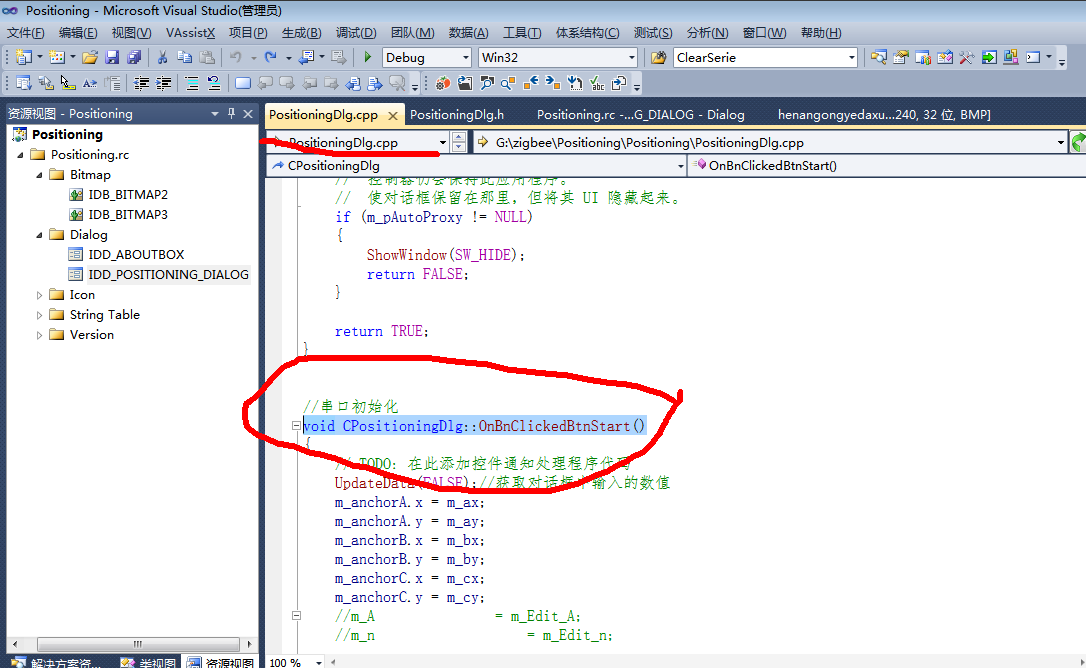 Positioning - Microsoft Visual Studio(管理员)
文件(F) 编辑(E) 视图(V) VAssistX 项目(P) 生成(B) 调试(D) 团队(M) 数据(A) 工具(T) 体系结构(C) 测试(S) 分析(N) 窗口(W) 帮助(H)
Debug Win32 ClearSerie
资源视图 - Positioning
PositioningDlg.cpp PositioningDlg.h Positioning.rc -...G_DIALOG - Dialog henangongyedaxu...240, 32 位, BMP]
PositioningDlg.cpp G:\zigbee\Positioning\Positioning\PositioningDlg.cpp
CPositioningDlg OnBnClickedBtnStart()
Positioning
Positioning.rc
Bitmap
IDB_BITMAP2
IDB_BITMAP3
Dialog
IDD_ABOUTBOX
IDD_POSITIONING_DIALOG
Icon
String Table
Version
// 控制器仍会保持此应用程序。
// 使对话框保留在那里，但将其 UI 隐藏起来。
if (m_pAutoProxy != NULL)
{
ShowWindow(SW_HIDE);
return FALSE;
}
return TRUE;
}
//串口初始化
void CPositioningDlg::OnBnClickedBtnStart()
{
// TODO: 在此添加控件通知处理程序代码
UpdateData(FALSE);//获取对话框中输入的数值
m_anchorA.x = m_ax;
m_anchorA.y = m_ay;
m_anchorB.x = m_bx;
m_anchorB.y = m_by;
m_anchorC.x = m_cx;
m_anchorC.y = m_cy;
//m_A = m_Edit_A;
//m_n = m_Edit_n;
解决方案资... 类视图 资源视图
100 %